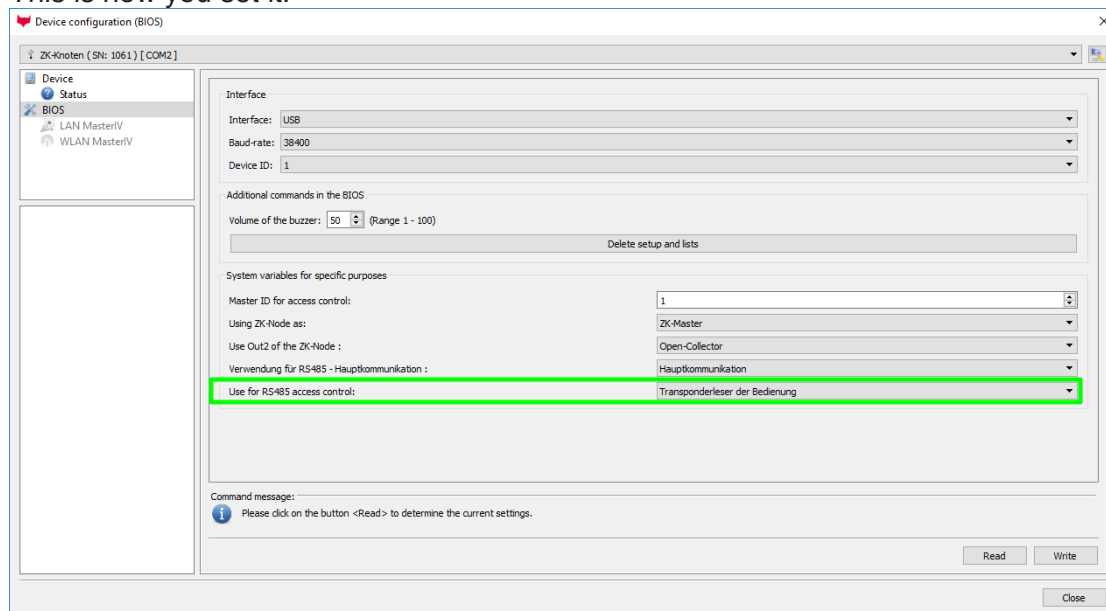 This is how you set it:
Device configuration (BIOS)
ZK-Knoten ( SN: 1061 ) [ COM2 ]
Device
Status
BIOS
LAN MasterIV
WLAN MasterIV
Interface
Interface: USB
Baud-rate: 38400
Device ID: 1
Additional commands in the BIOS
Volume of the buzzer: 50 (Range 1 - 100)
Delete setup and lists
System variables for specific purposes
Master ID for access control: 1
Using ZK-Node as: ZK-Master
Use Out2 of the ZK-Node : Open-Collector
Verwendung für RS485 - Hauptkommunikation : Hauptkommunikation
Use for RS485 access control: Transponderleser der Bedienung
Command message:
Please click on the button <Read> to determine the current settings.
Read Write
Close